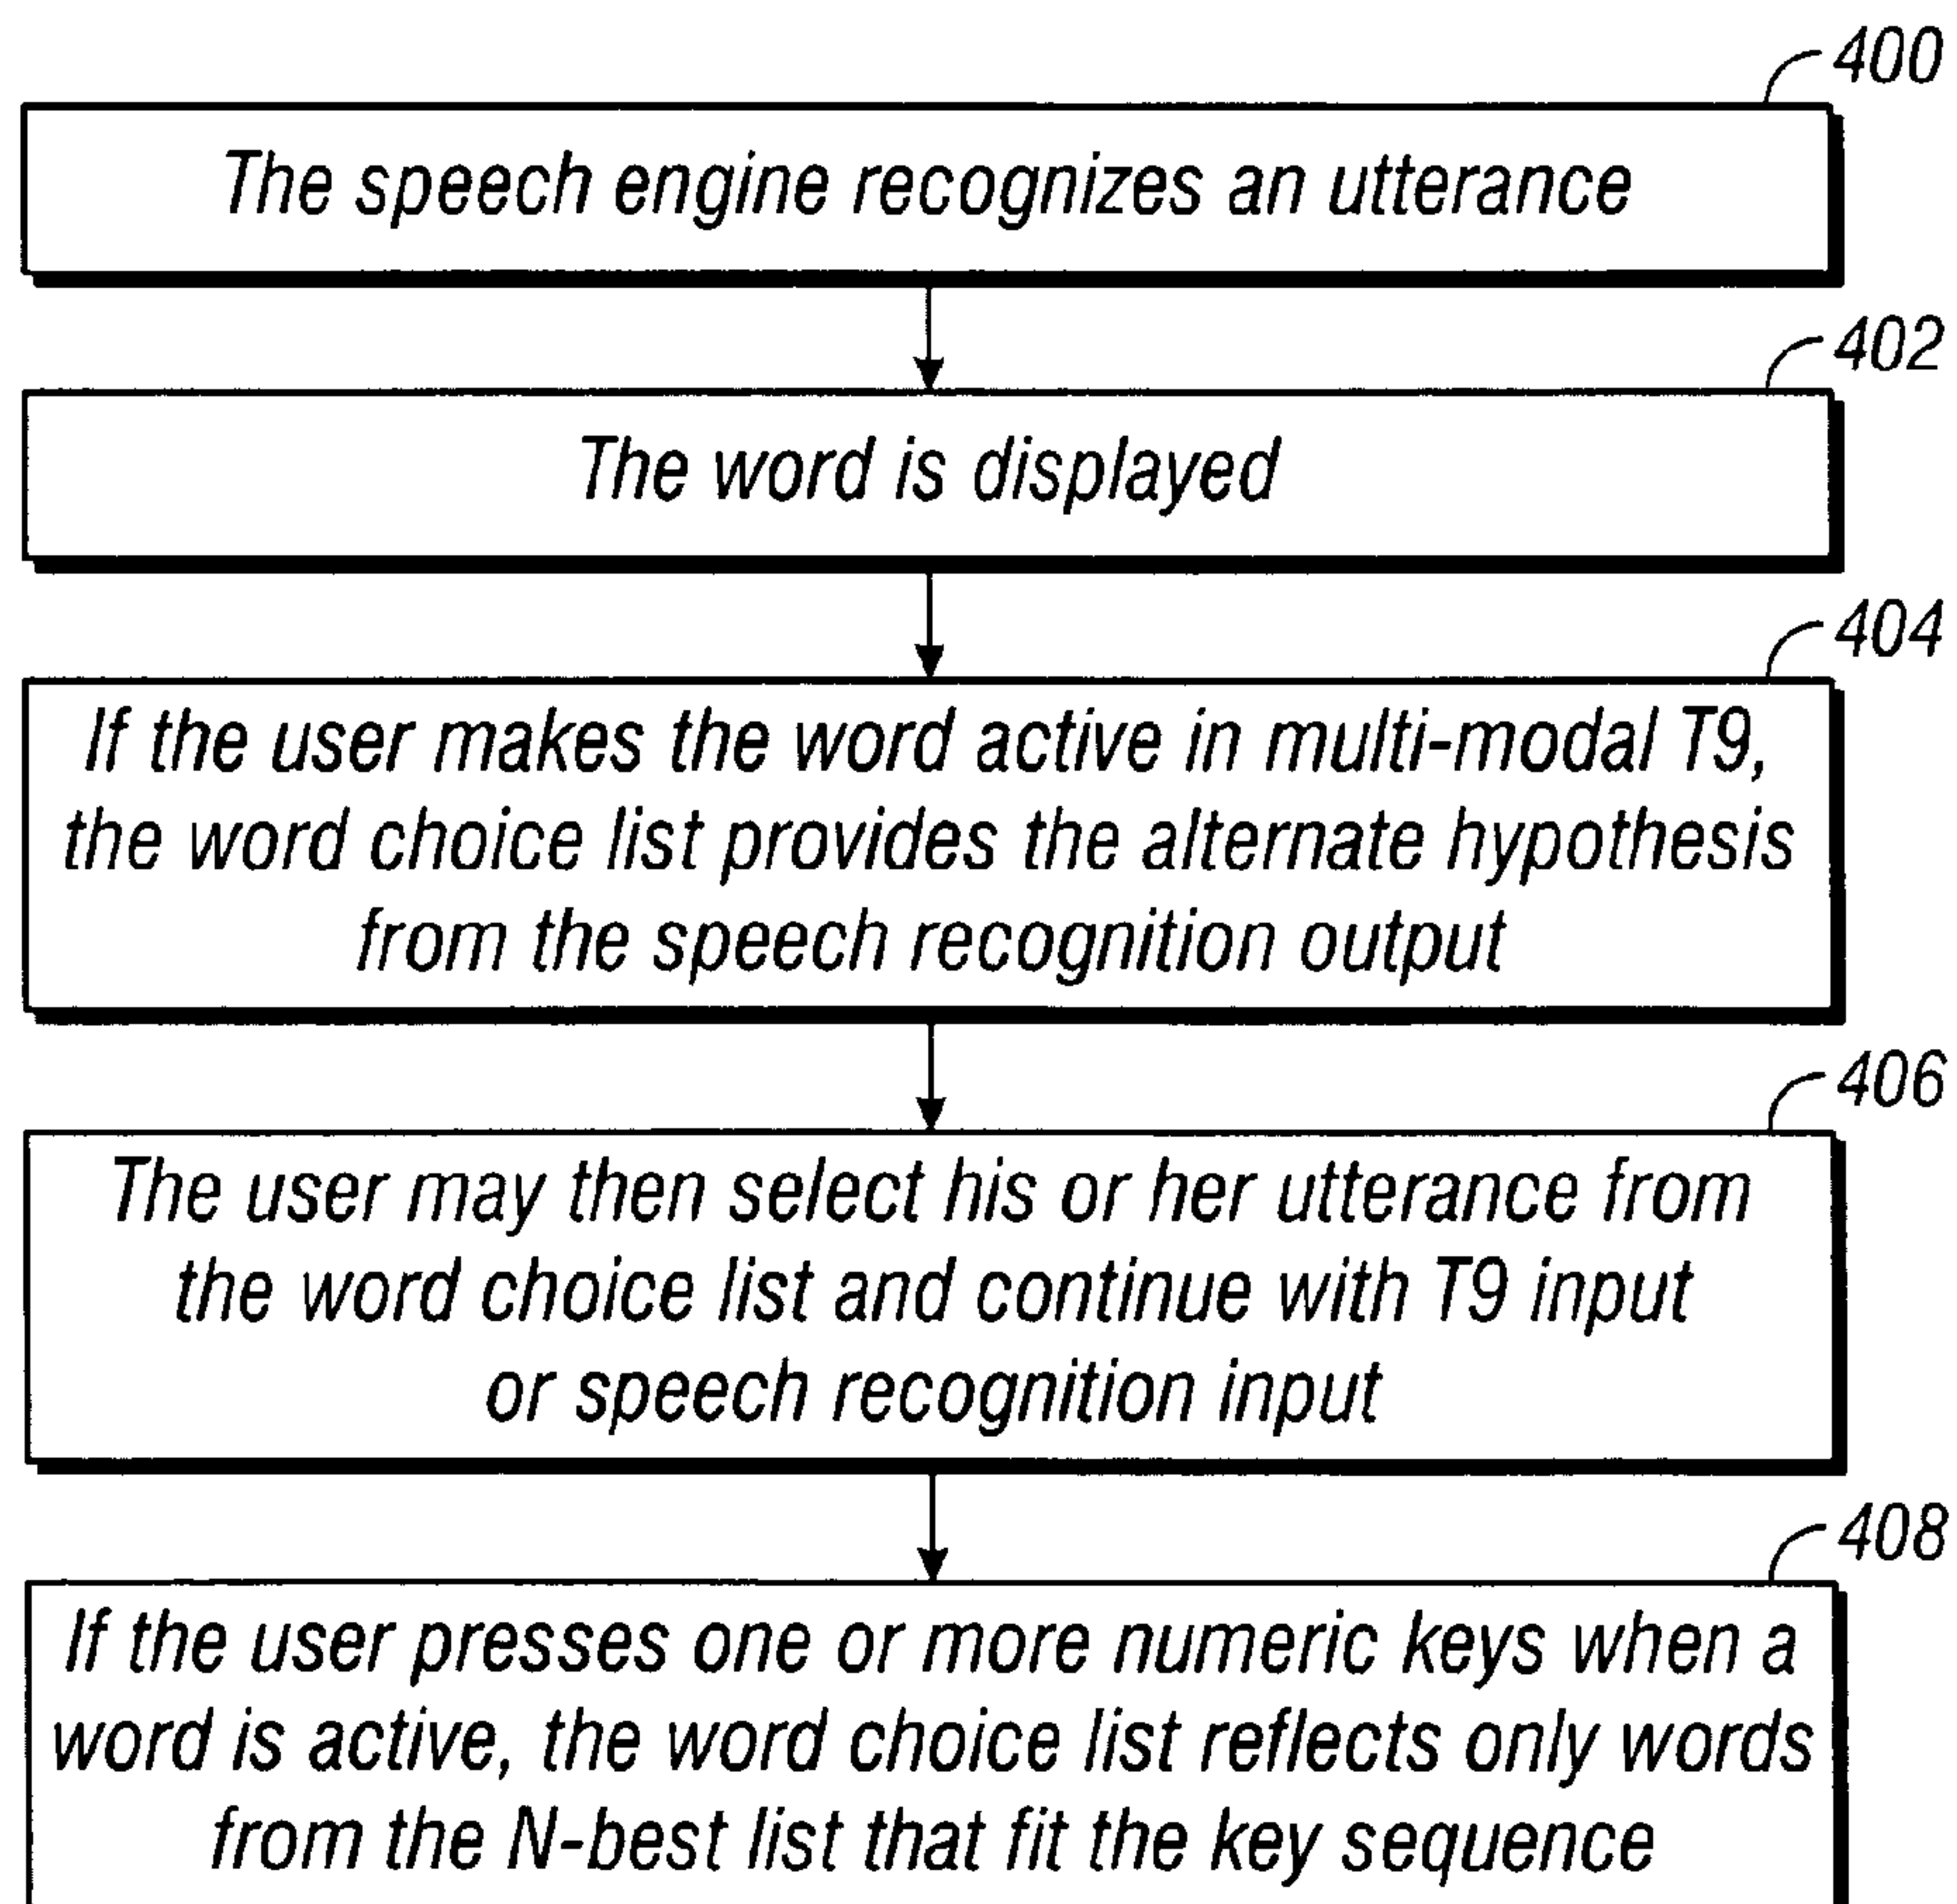 400
The speech engine recognizes an utterance
402
The word is displayed
404
If the user makes the word active in multi-modal T9,
the word choice list provides the alternate hypothesis
from the speech recognition output
406
The user may then select his or her utterance from
the word choice list and continue with T9 input
or speech recognition input
408
If the user presses one or more numeric keys when a
word is active, the word choice list reflects only words
from the N-best list that fit the key sequence